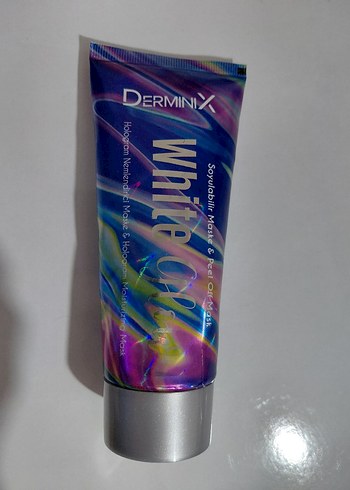 DERMINIX
White
Soyulabilir Maske & Peel Off Mask
Hologram Nemlendirici Maske & Hologram Moisturizing Mask